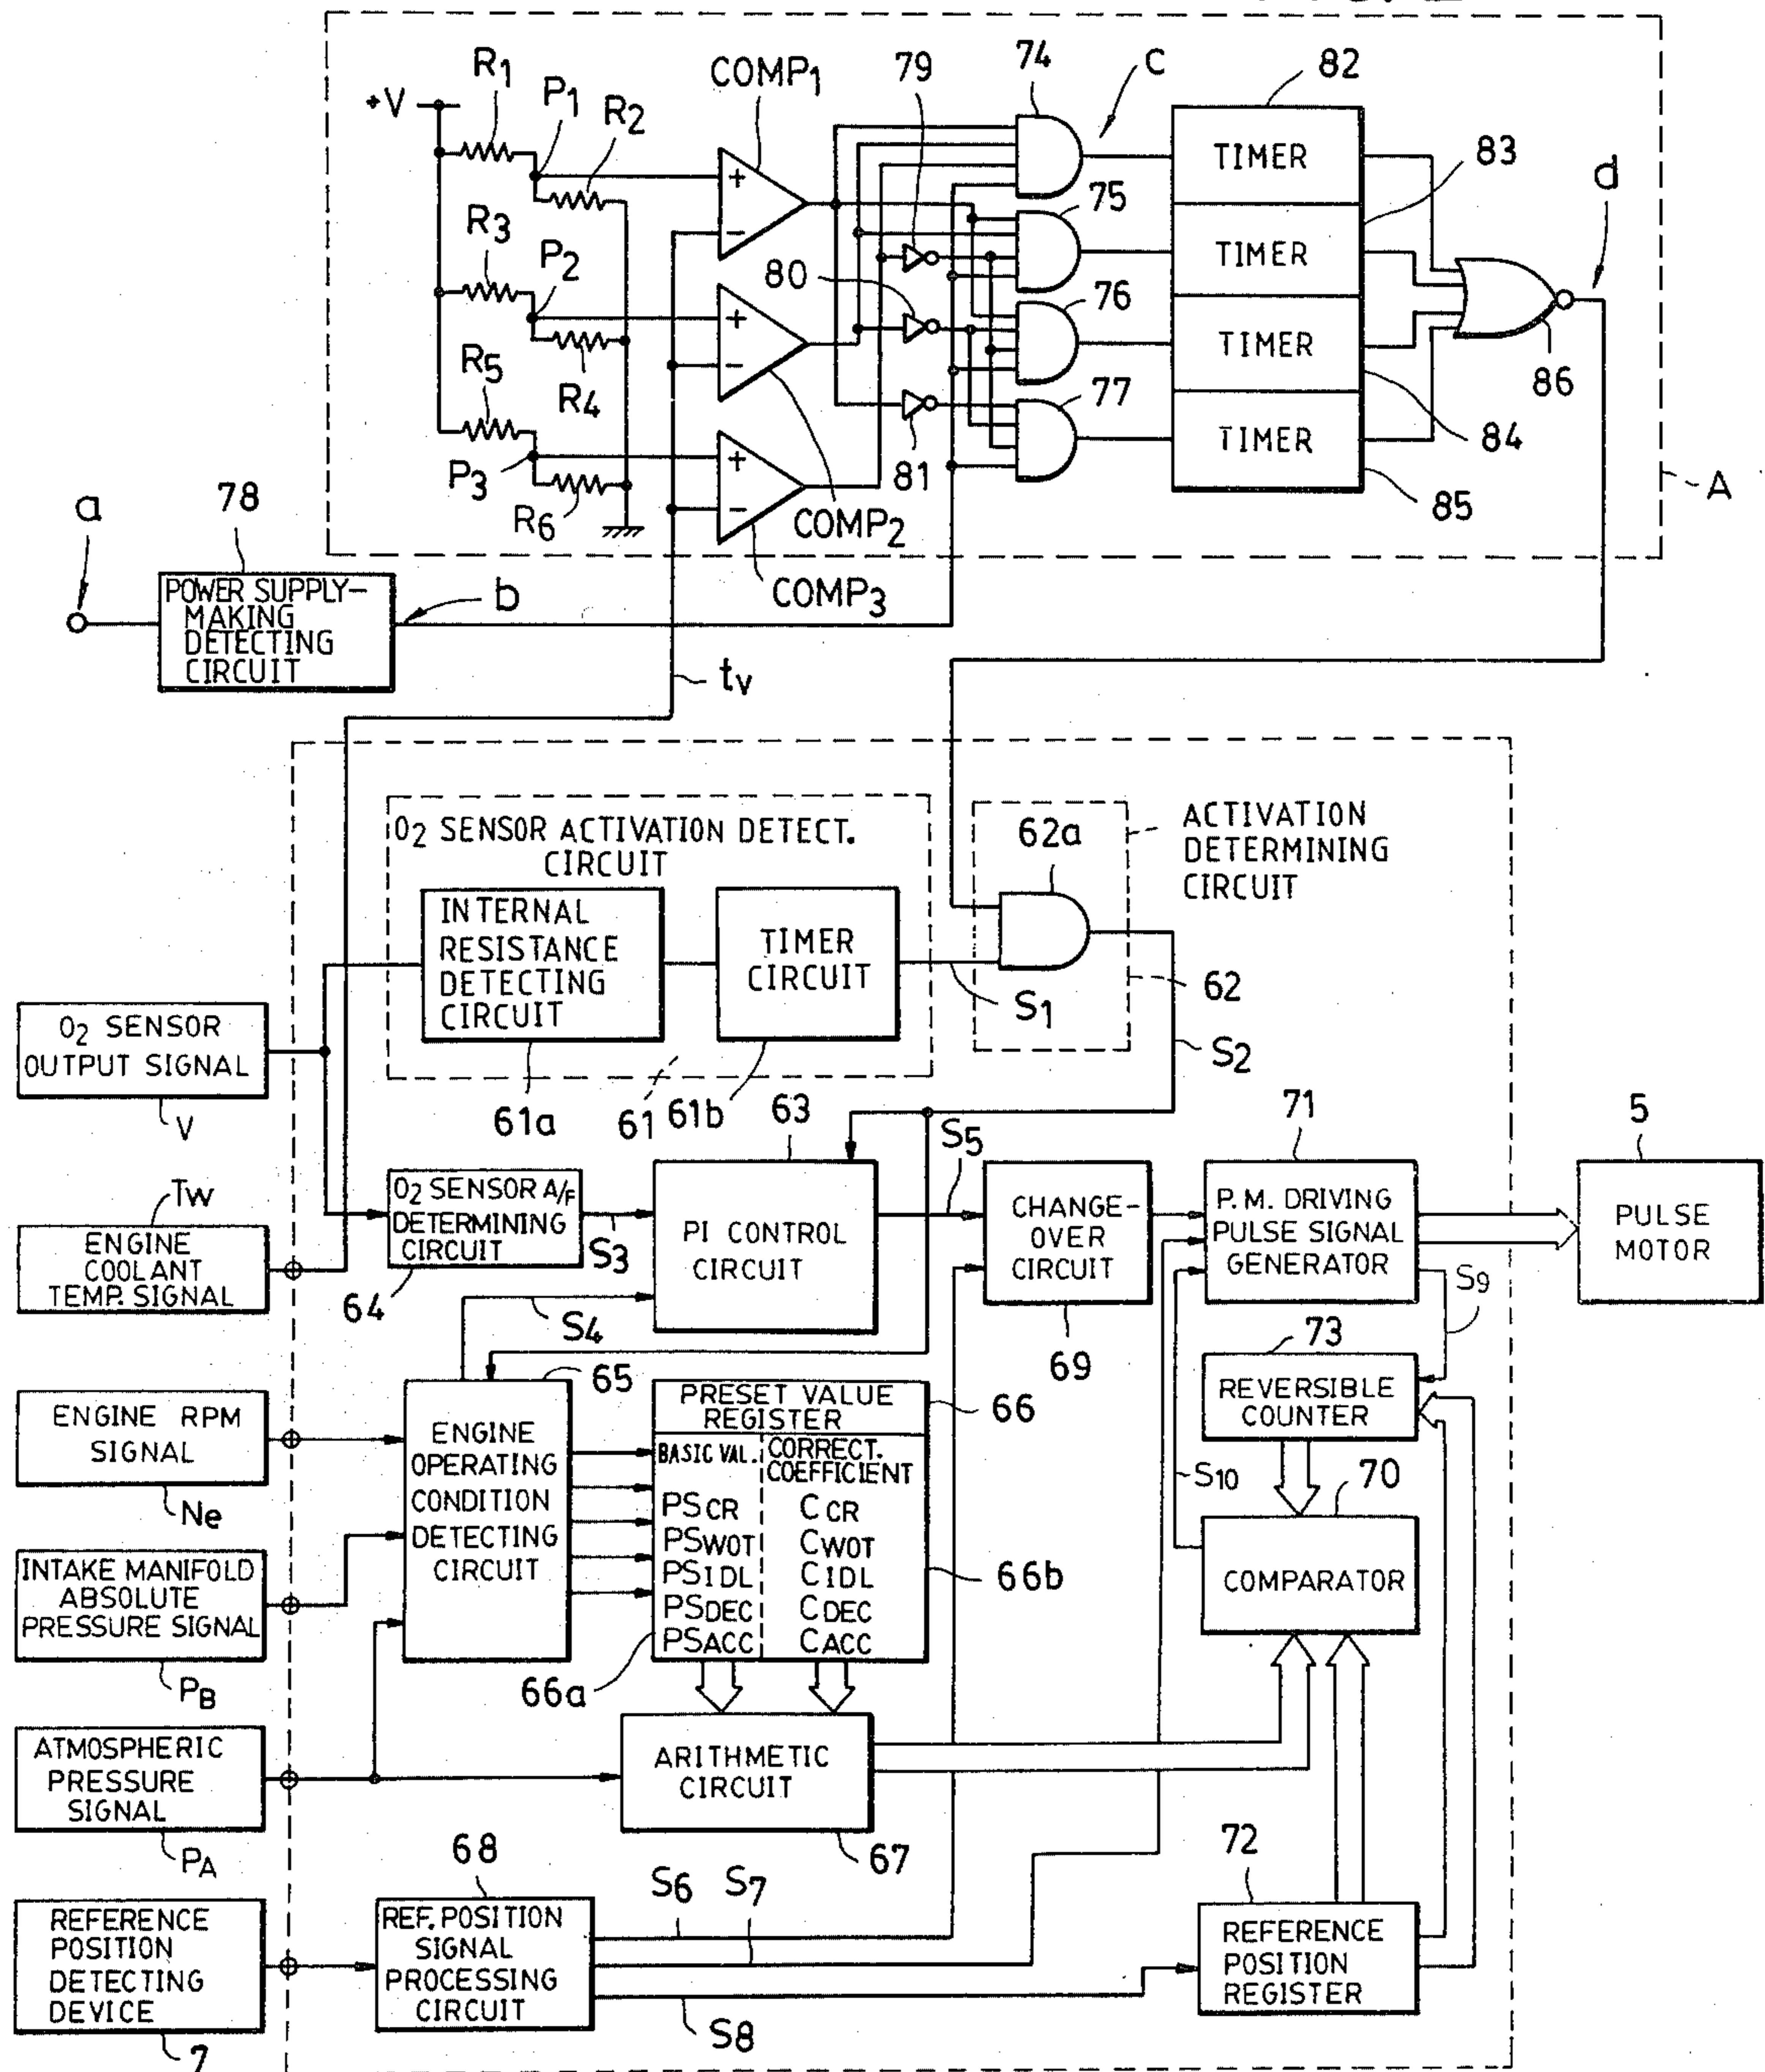 R1
P1
R2
+V
COMP1
79
74
C
82
TIMER
83
d
R3
P2
80
75
TIMER
R4
76
TIMER
86
R5
77
84
TIMER
P3
R6
81
COMP2
85
A
a
78
COMP3
POWER SUPPLY-
MAKING
DETECTING
CIRCUIT
b
tv
O2 SENSOR ACTIVATION DETECT.
CIRCUIT
62a
ACTIVATION
DETERMINING
CIRCUIT
INTERNAL
RESISTANCE
DETECTING
CIRCUIT
TIMER
CIRCUIT
S1
62
S2
O2 SENSOR
OUTPUT SIGNAL
V
61a
61
61b
63
S5
71
5
Tw
ENGINE
COOLANT
TEMP. SIGNAL
O2 SENSOR A/F
DETERMINING
CIRCUIT
64
S3
PI CONTROL
CIRCUIT
CHANGE-
OVER
CIRCUIT
69
P.M. DRIVING
PULSE SIGNAL
GENERATOR
PULSE
MOTOR
S4
S9
73
65
ENGINE RPM
SIGNAL
Ne
ENGINE
OPERATING
CONDITION
DETECTING
CIRCUIT
PRESET VALUE
REGISTER
66
BASIC VAL.
CORRECT.
COEFFICIENT
PSCR
CCR
PSWOT
CWOT
PSIDL
CIDL
PSDEC
CDEC
PSACC
CACC
66b
66a
REVERSIBLE
COUNTER
S10
70
COMPARATOR
INTAKE MANIFOLD
ABSOLUTE
PRESSURE SIGNAL
PB
ATMOSPHERIC
PRESSURE
SIGNAL
PA
ARITHMETIC
CIRCUIT
67
68
S6
S7
72
REFERENCE
POSITION
DETECTING
DEVICE
7
REF. POSITION
SIGNAL
PROCESSING
CIRCUIT
S8
REFERENCE
POSITION
REGISTER